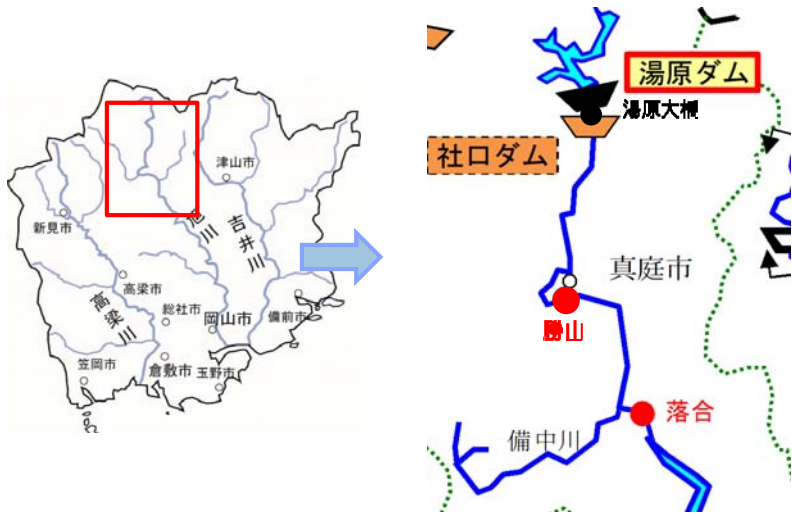 津山市
新見市
旭川
吉井川
高梁市
高梁川
総社市
岡山市
備前市
笠岡市
倉敷市
玉野市
湯原ダム
湯原大橋
社口ダム
真庭市
勝山
落合
備中川